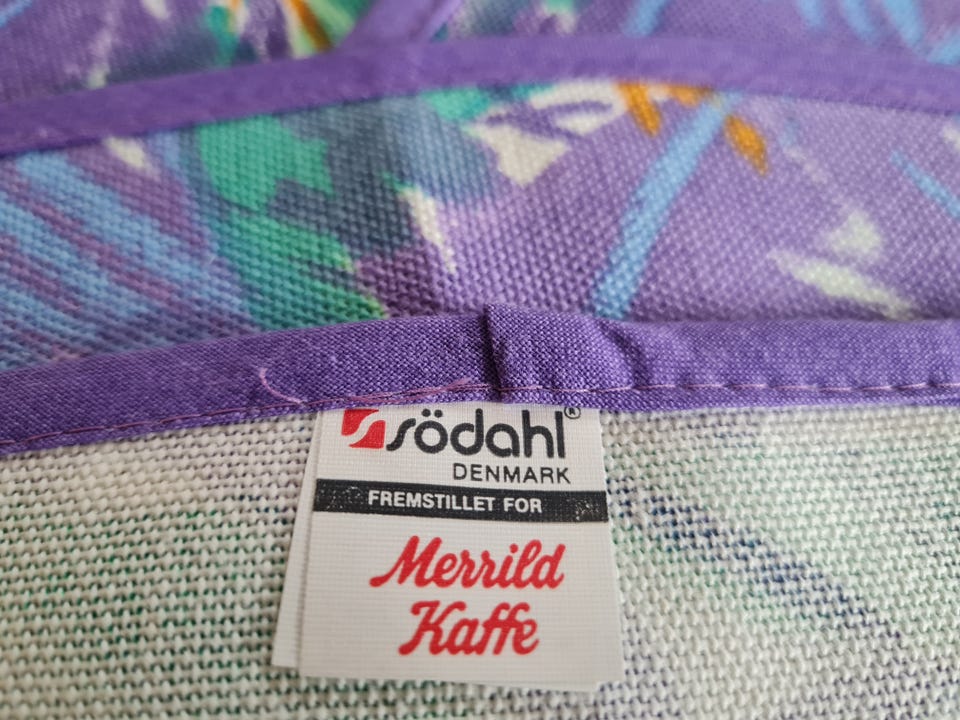 södahl®
DENMARK
FREMSTILLET FOR
Merrild
Kaffe